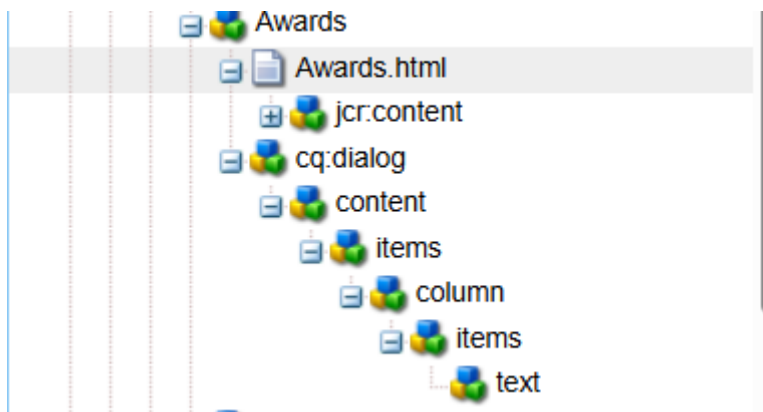 Awards
Awards.html
jcr:content
cq:dialog
content
items
column
items
text